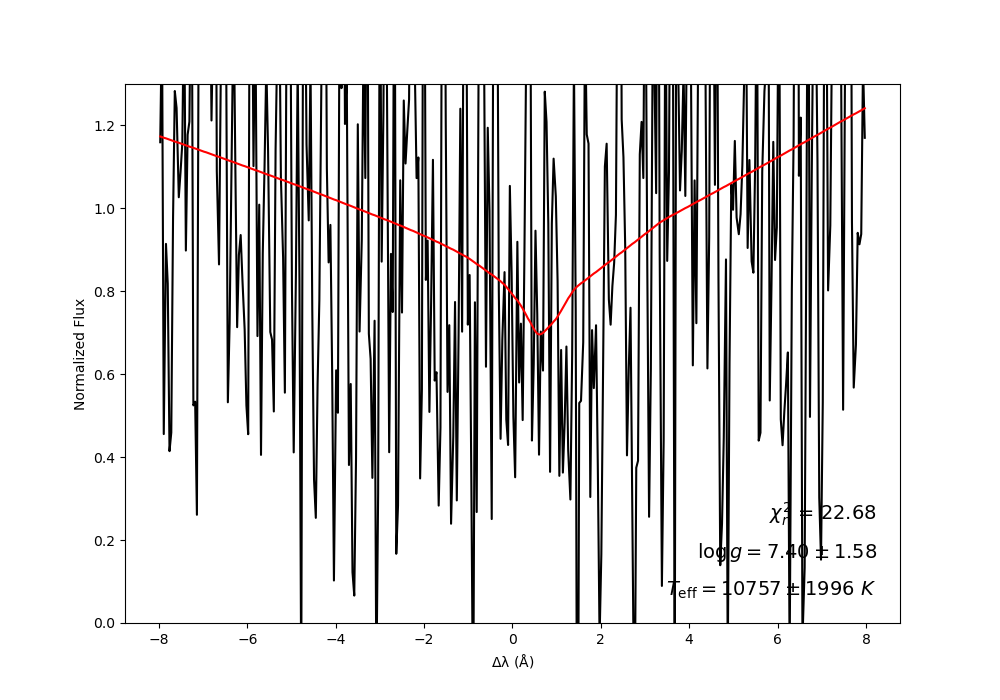 1.2
1.0
0.8
0.6
0.4
0.2
0.0
Normalized Flux
χ²ᵣ = 22.68
log g = 7.40 ± 1.58
T_eff = 10757 ± 1996 K
−8 −6 −4 −2 0 2 4 6 8
Δλ (Å)